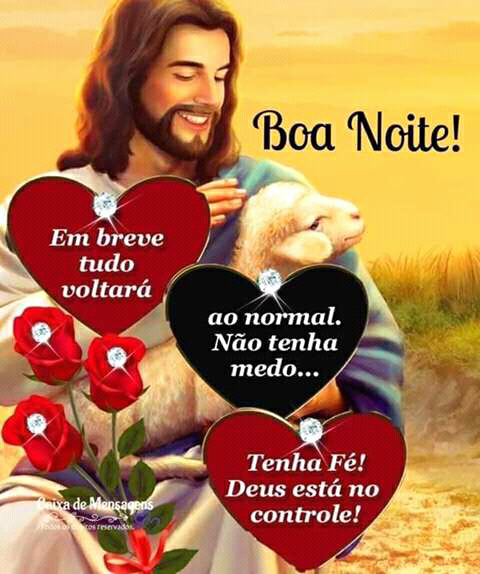 Boa Noite!
Em breve
tudo
voltará
ao normal.
Não tenha
medo...
Tenha Fé!
Deus está no
controle!
Caixa de Mensagens
Todos os direitos reservados.